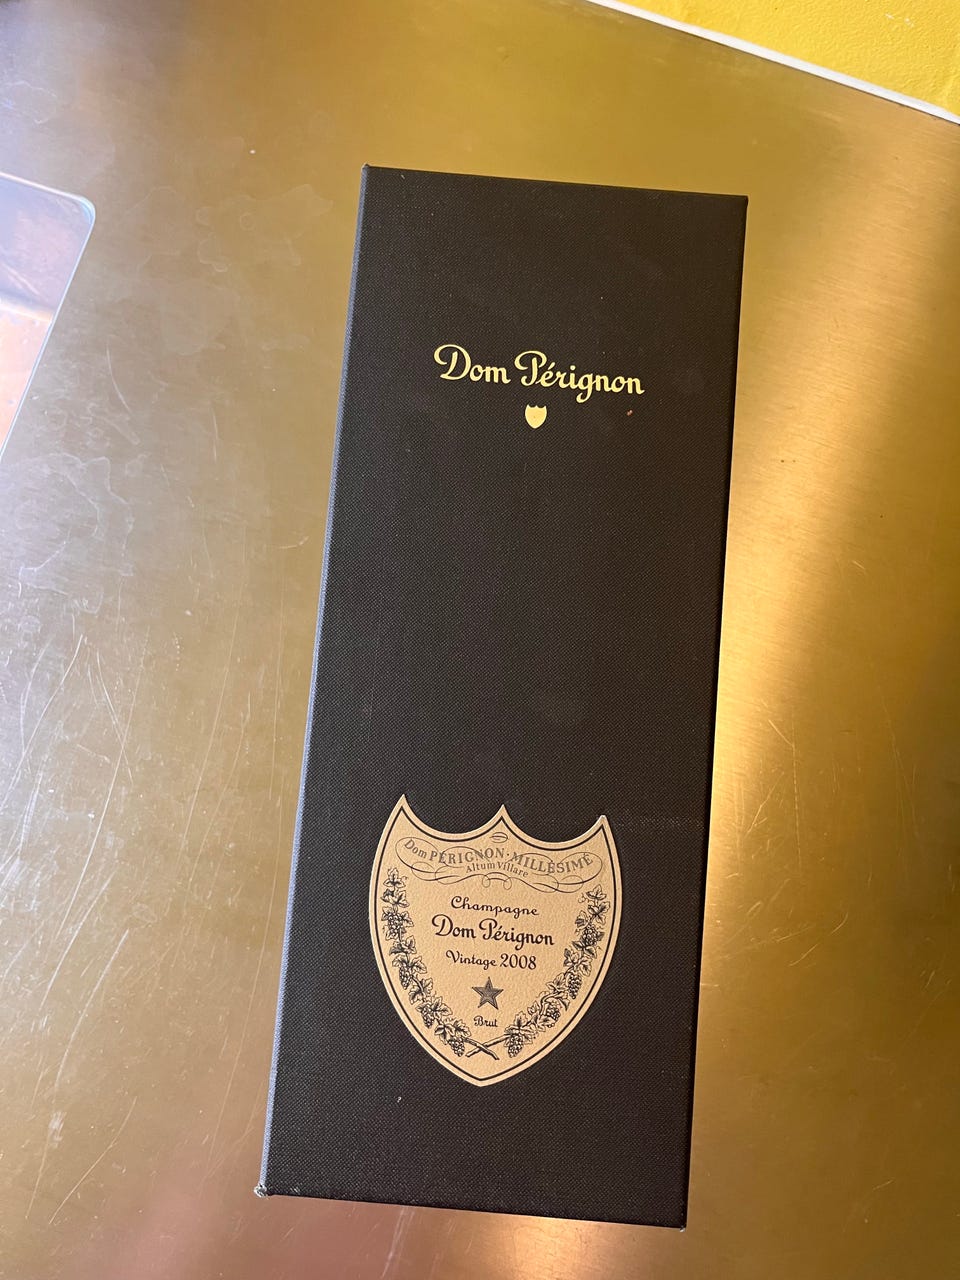 Dom Pérignon
Dom PÉRIGNON · MILLÉSIME
Altum Villare
Champagne
Dom Pérignon
Vintage 2008
Brut